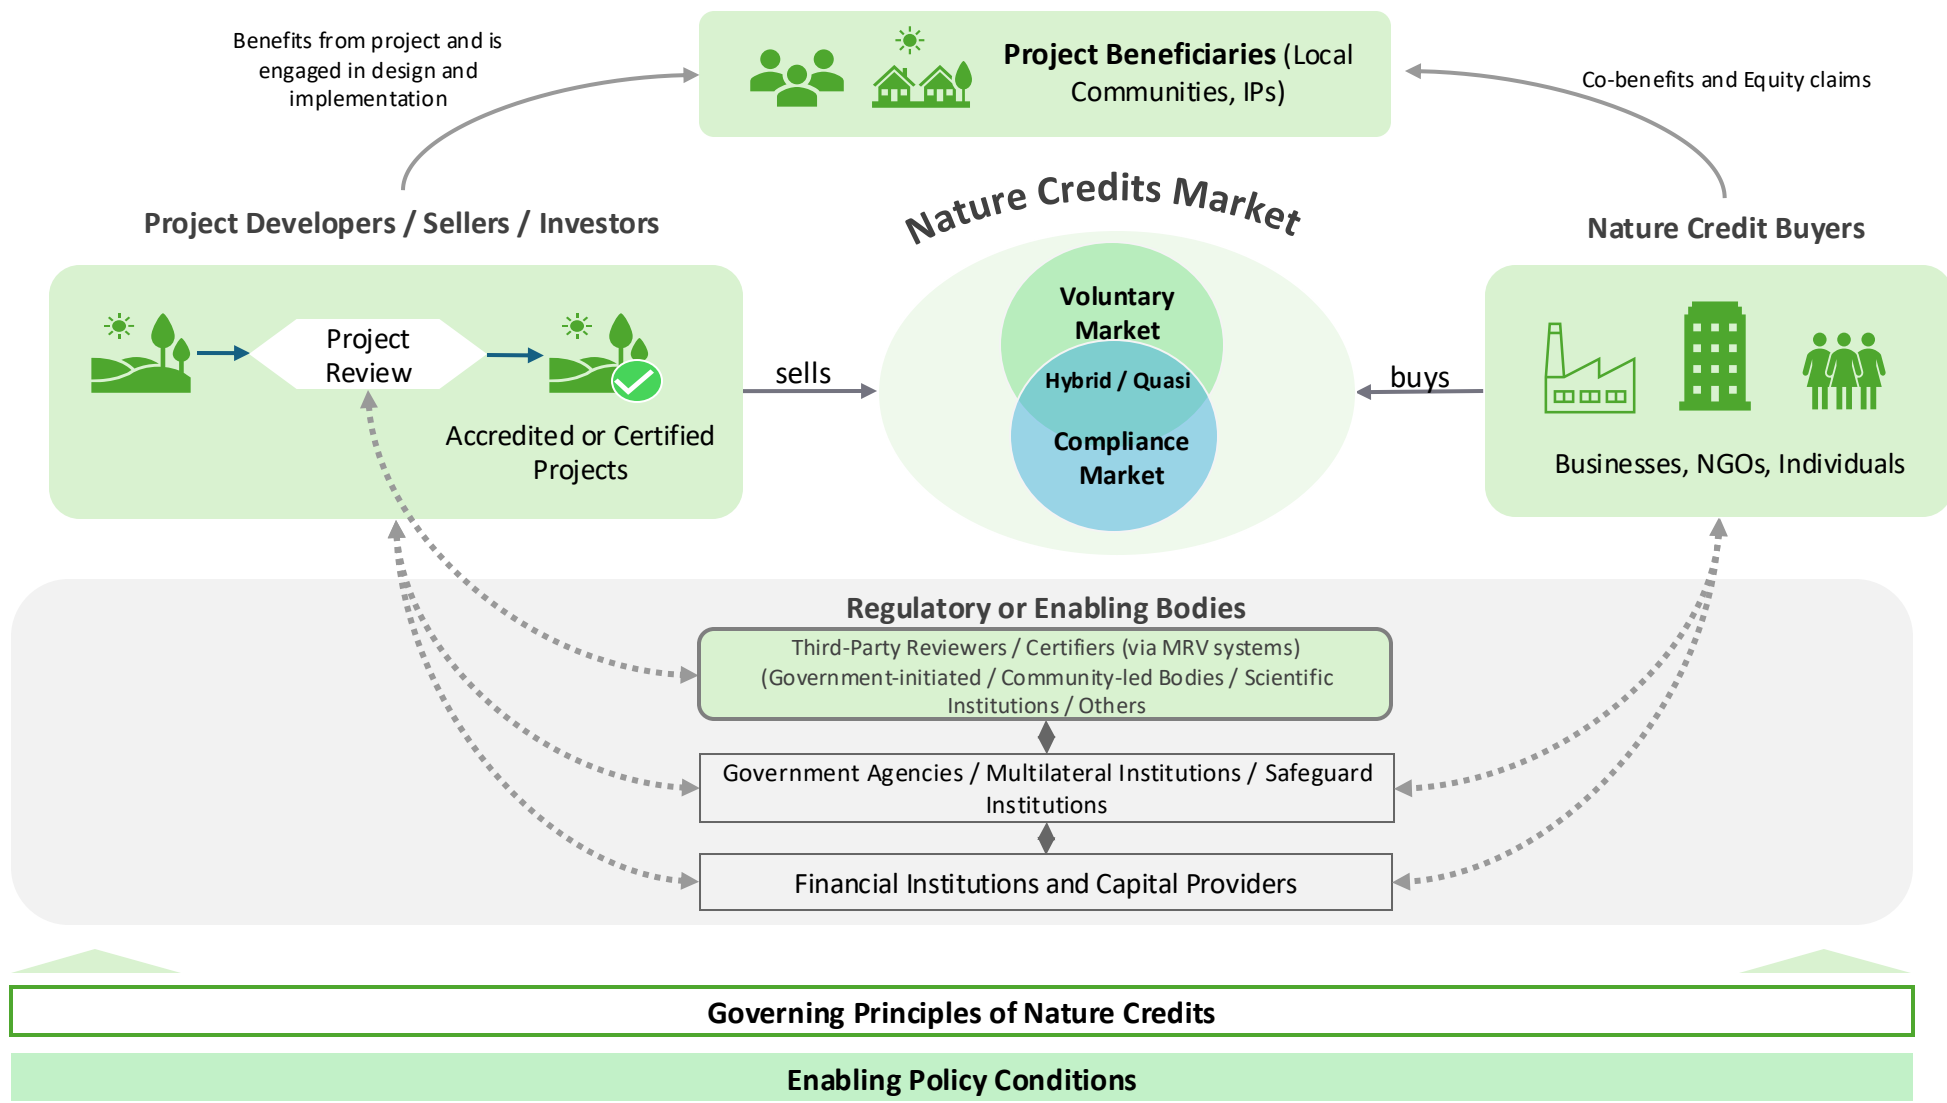 Benefits from project and is
engaged in design and
implementation
Project Beneficiaries (Local
Communities, IPs)
Co-benefits and Equity claims
Nature Credits Market
Project Developers / Sellers / Investors
Nature Credit Buyers
Project
Review
Accredited or Certified
Projects
sells
Voluntary
Market
Hybrid / Quasi
Compliance
Market
buys
Businesses, NGOs, Individuals
Regulatory or Enabling Bodies
Third-Party Reviewers / Certifiers (via MRV systems)
(Government-initiated / Community-led Bodies / Scientific
Institutions / Others
Government Agencies / Multilateral Institutions / Safeguard
Institutions
Financial Institutions and Capital Providers
Governing Principles of Nature Credits
Enabling Policy Conditions